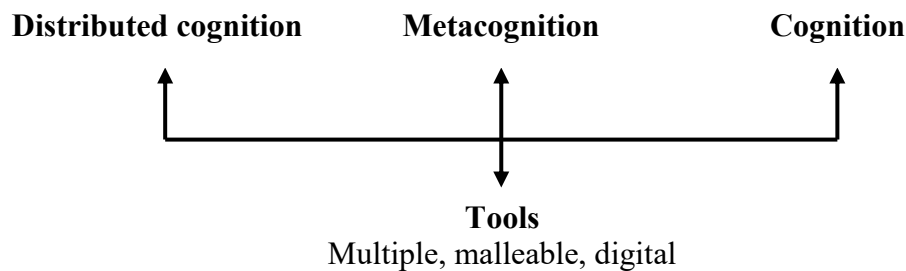 Distributed cognition Metacognition Cognition
Tools
Multiple, malleable, digital